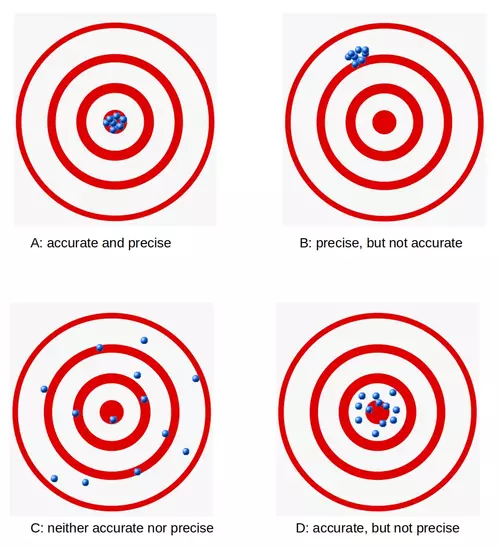 A: accurate and precise
B: precise, but not accurate
C: neither accurate nor precise
D: accurate, but not precise